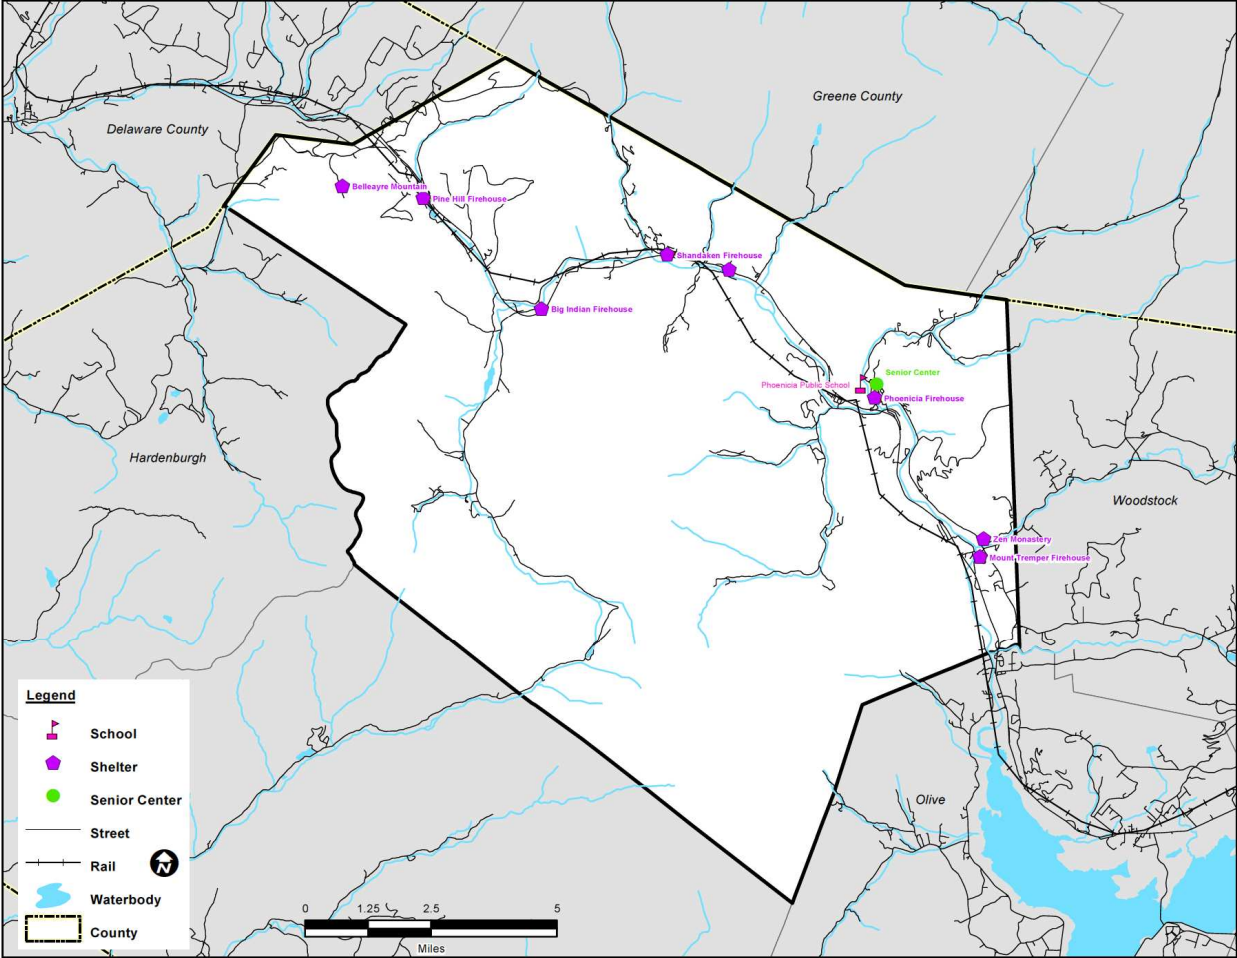 Greene County
Delaware County
Belleayre Mountain
Pine Hill Firehouse
Shandaken Firehouse
Big Indian Firehouse
Senior Center
Phoenicia Public School
Phoenicia Firehouse
Hardenburgh
Woodstock
Zen Monastery
Mount Tremper Firehouse
Olive
Legend
School
Shelter
Senior Center
Street
Rail
N
Waterbody
County
0 1.25 2.5 5
Miles